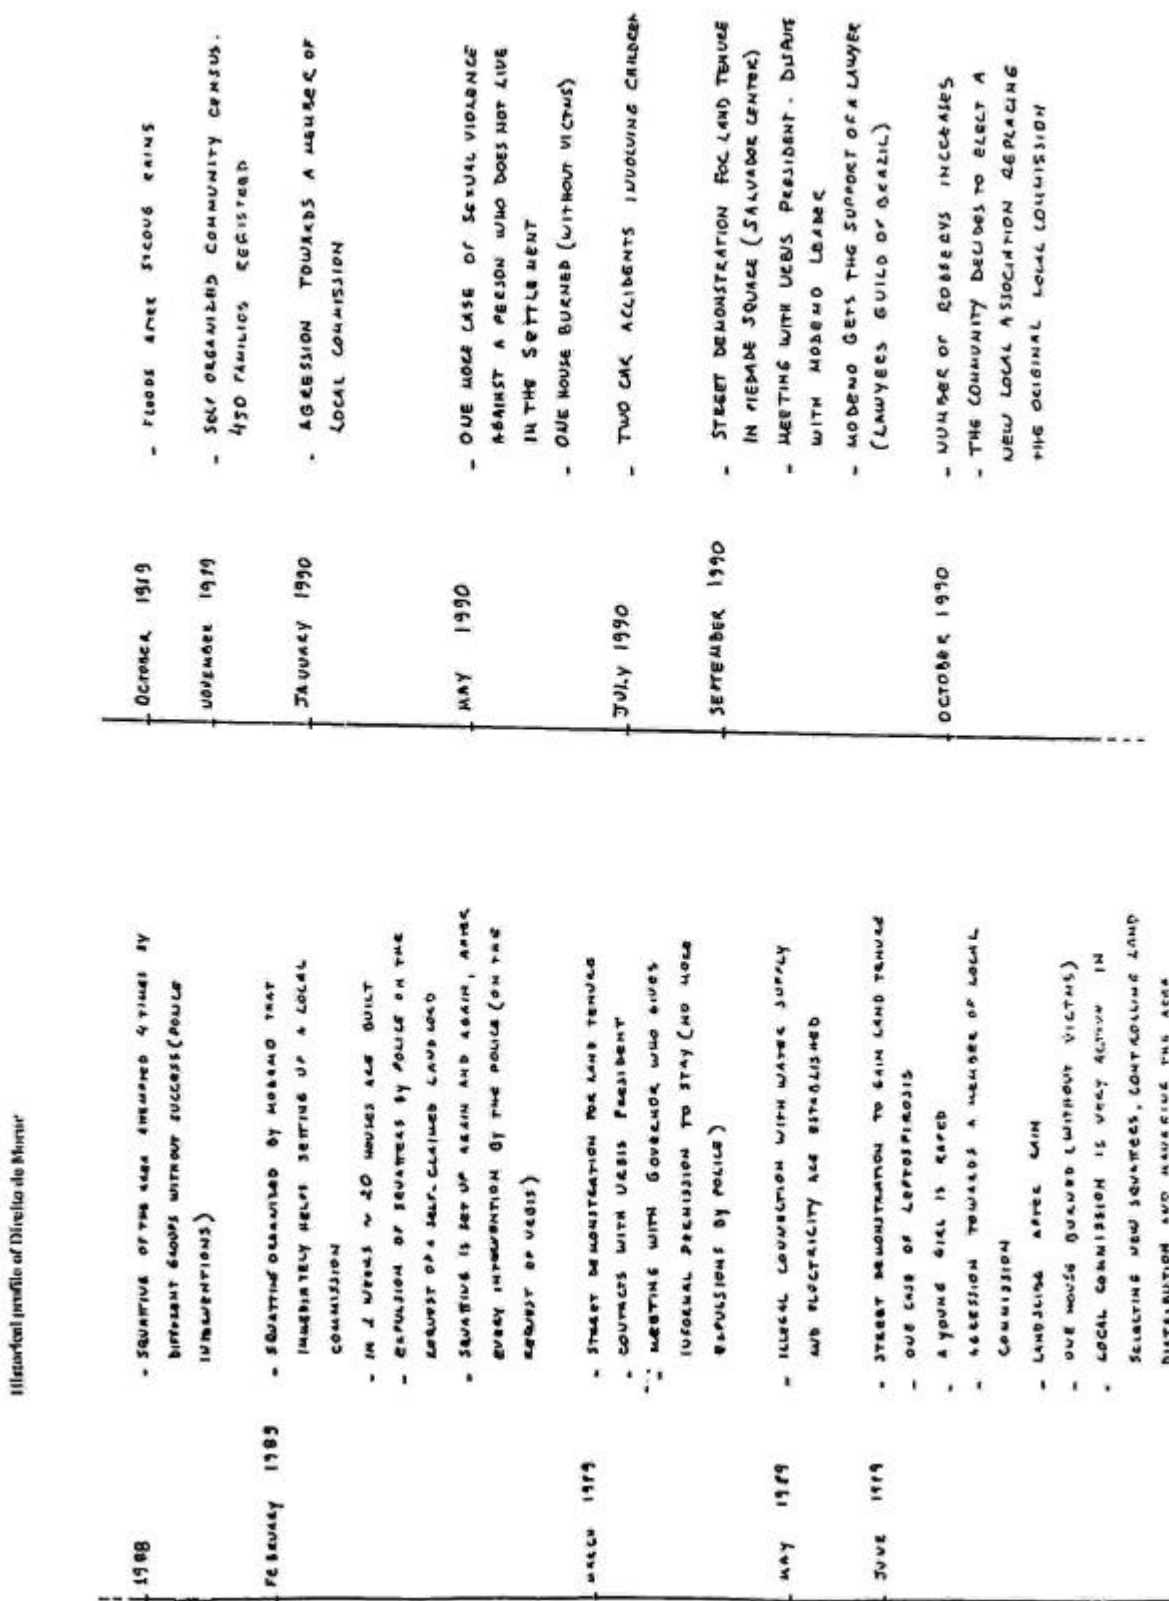 Historical profile of Direito de Morar
1988
- SQUATTING OF THE AREA ATTEMPTED 4 TIMES BY
DIFFERENT GROUPS WITHOUT SUCCESS (POLICE
INTERVENTIONS)
FEBRUARY 1989
- SQUATTING ORGANIZED BY MODEMO THAT
IMMEDIATELY HELPS SETTING UP A LOCAL
COMMISSION
- IN 2 WEEKS ~ 20 HOUSES ARE BUILT
- EXPULSION OF SQUATTERS BY POLICE ON THE
REQUEST OF A SELF-CLAIMED LANDLORD
- SQUATTING IS SET UP AGAIN AND AGAIN, AFTER
EVERY INTERVENTION BY THE POLICE (ON THE
REQUEST OF URBIS)
MARCH 1989
- STREET DEMONSTRATION FOR LAND TENURE
- CONTACTS WITH URBIS PRESIDENT
- MEETING WITH GOVERNOR WHO GIVES
INFORMAL PERMISSION TO STAY (NO MORE
EXPULSIONS BY POLICE)
MAY 1989
- ILLEGAL CONNECTION WITH WATER SUPPLY
AND ELECTRICITY ARE ESTABLISHED
JUNE 1989
- STREET DEMONSTRATION TO GAIN LAND TENURE
- ONE CASE OF LEPTOSPIROSIS
- A YOUNG GIRL IS RAPED
- AGRESSION TOWARDS A MEMBER OF LOCAL
COMMISSION
- LANDSLIDE AFTER RAIN
- ONE HOUSE BURNED (WITHOUT VICTMS)
- LOCAL COMMISSION IS VERY ACTIVE IN
SELECTING NEW SQUATTERS, CONTROLLING LAND
DISTRIBUTION AND MANAGING THE AREA
OCTOBER 1989
- FLOODS AFTER STRONG RAINS
NOVEMBER 1989
- SELF ORGANIZED COMMUNITY CENSUS.
450 FAMILIES REGISTRED
JANUARY 1990
- AGRESSION TOWARDS A MEMBER OF
LOCAL COMMISSION
MAY 1990
- ONE MORE CASE OF SEXUAL VIOLENCE
AGAINST A PERSON WHO DOES NOT LIVE
IN THE SETTLEMENT
- ONE HOUSE BURNED (WITHOUT VICTMS)
JULY 1990
- TWO CAR ACCIDENTS INVOLVING CHILDREN
SEPTEMBER 1990
- STREET DEMONSTRATION FOR LAND TENURE
IN PIEDADE SQUARE (SALVADOR CENTER)
- MEETING WITH URBIS PRESIDENT. DISPUTE
WITH MODEMO LEADER
- MODEMO GETS THE SUPPORT OF A LAWYER
(LAWYERS GUILD OF BRAZIL)
OCTOBER 1990
- NUMBER OF ROBBERYS INCREASES
- THE COMMUNITY DECIDES TO ELECT A
NEW LOCAL ASSOCIATION REPLACING
THE ORIGINAL LOCAL COMMISSION